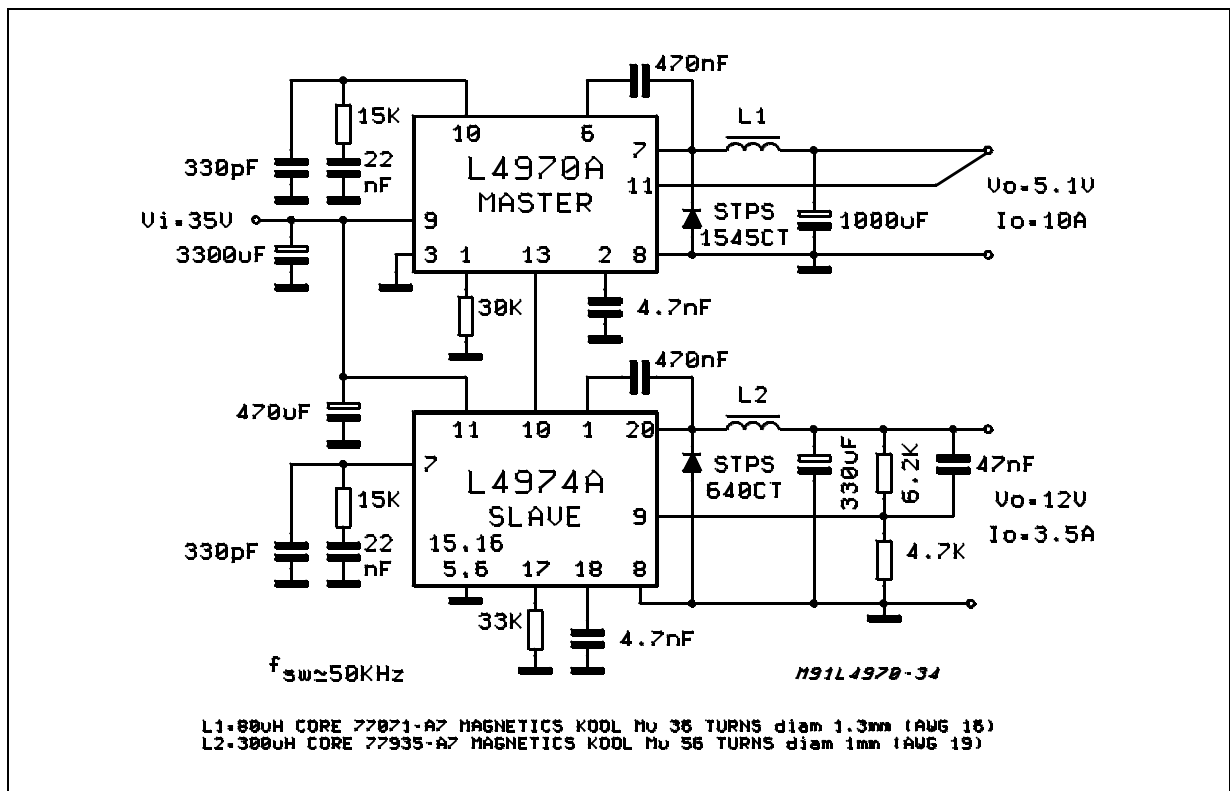 470nF
15K
10
6
L1
330pF
22
nF
L4970A
MASTER
7
11
Vo=5.1V
Vi=35V
9
STPS
1545CT
1000uF
Io=10A
3300uF
3
1
13
2
8
30K
4.7nF
470nF
L2
470uF
11
10
1
20
7
STPS
640CT
330uF
6.2K
47nF
15K
L4974A
SLAVE
9
Vo=12V
Io=3.5A
330pF
22
nF
15.16
5.6
17
18
8
4.7K
33K
4.7nF
fsw≃50KHz
M91L4970-34
L1=80uH CORE 77071-A7 MAGNETICS KOOL Mu 36 TURNS diam 1.3mm (AWG 16)
L2=300uH CORE 77935-A7 MAGNETICS KOOL Mu 56 TURNS diam 1mm (AWG 19)